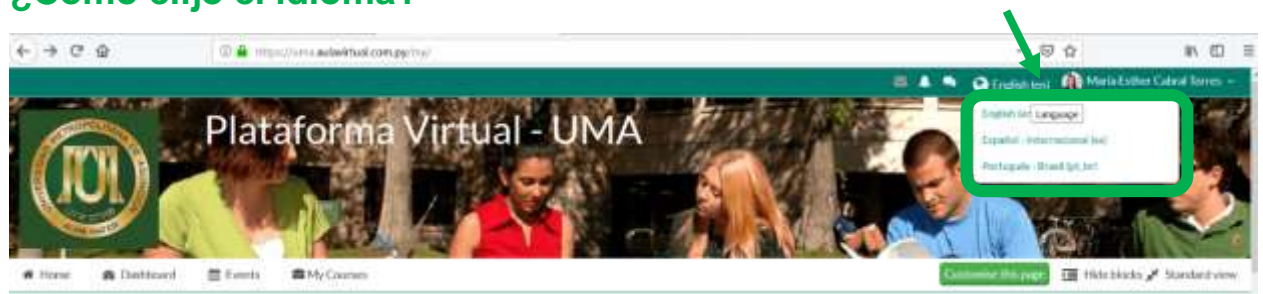 ¿Cómo elijo el idioma?
https://uma.aulavirtual.com.py/my/
English (en) María Esther Cabral Torres
Plataforma Virtual - UMA
English (en) Language
Español - Internacional (es)
Português - Brasil (pt_br)
Home Dashboard Events My Courses Customise this page Hide blocks Standard view